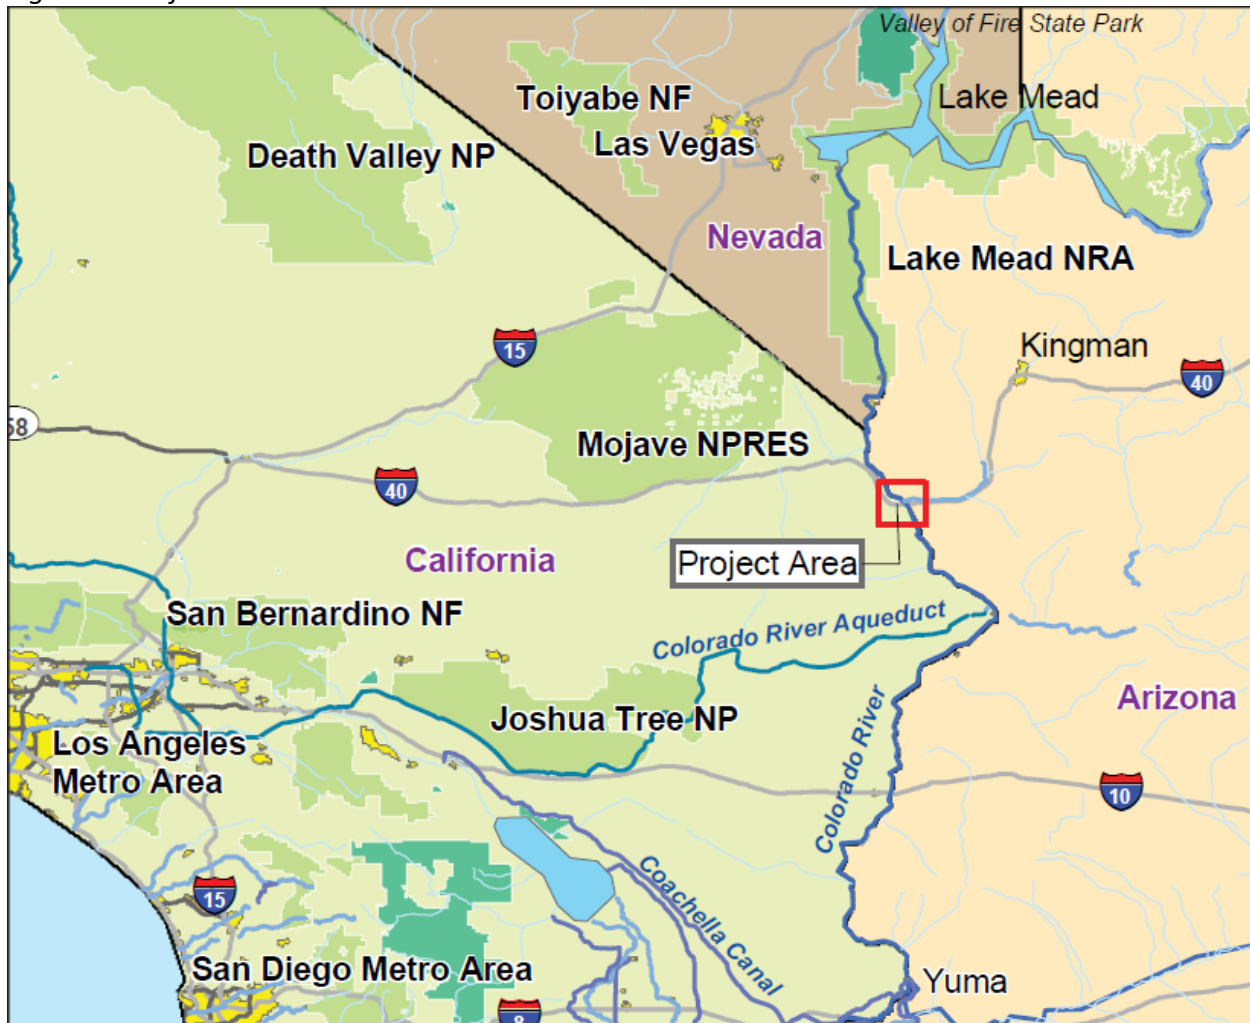 Valley of Fire State Park
Toiyabe NF
Lake Mead
Las Vegas
Death Valley NP
Nevada
Lake Mead NRA
15
Kingman
40
58
Mojave NPRES
40
California
Project Area
San Bernardino NF
Colorado River Aqueduct
Joshua Tree NP
Arizona
Los Angeles
Metro Area
Colorado River
10
15
Coachella Canal
San Diego Metro Area
Yuma
8